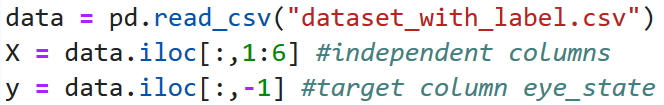 data = pd.read_csv("dataset_with_label.csv")
X = data.iloc[:,1:6] #independent columns
y = data.iloc[:,-1] #target column eye_state